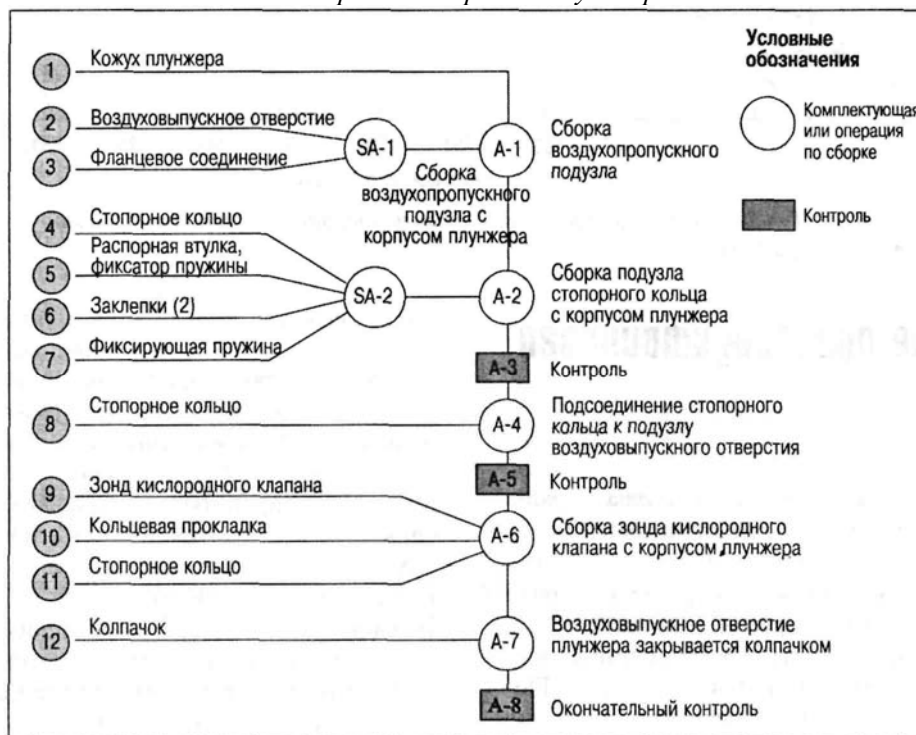 Условные
обозначения
Комплектующая
или операция
по сборке
Контроль
1 Кожух плунжера
2 Воздуховыпускное отверстие
3 Фланцевое соединение
SA-1
A-1
Сборка
воздухопропускного
подузла
Сборка
воздухопропускного
подузла с
корпусом плунжера
4 Стопорное кольцо
5 Распорная втулка,
фиксатор пружины
6 Заклепки (2)
7 Фиксирующая пружина
SA-2
A-2
Сборка подузла
стопорного кольца
с корпусом плунжера
A-3 Контроль
8 Стопорное кольцо
A-4
Подсоединение стопорного
кольца к подузлу
воздуховыпускного отверстия
A-5 Контроль
9 Зонд кислородного клапана
10 Кольцевая прокладка
11 Стопорное кольцо
A-6
Сборка зонда кислородного
клапана с корпусом плунжера
12 Колпачок
A-7
Воздуховыпускное отверстие
плунжера закрывается колпачком
A-8 Окончательный контроль